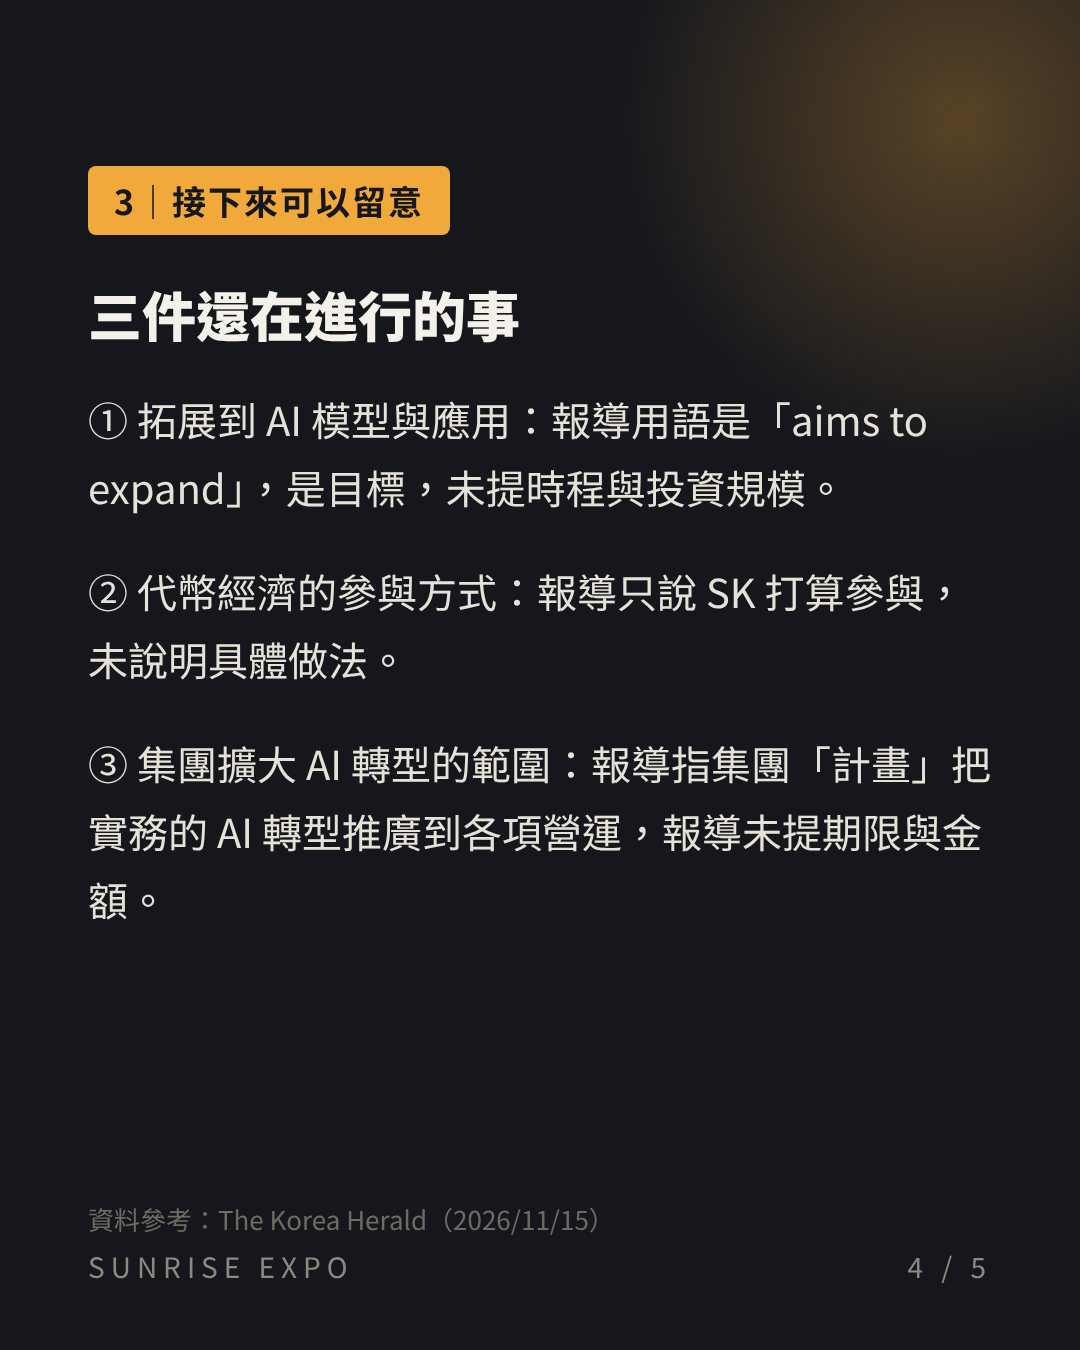 3｜接下來可以留意
三件還在進行的事
① 拓展到 AI 模型與應用：報導用語是「aims to
expand」，是目標，未提時程與投資規模。
② 代幣經濟的參與方式：報導只說 SK 打算參與，
未說明具體做法。
③ 集團擴大 AI 轉型的範圍：報導指集團「計畫」把
實務的 AI 轉型推廣到各項營運，報導未提期限與金
額。
資料參考：The Korea Herald（2026/11/15）
SUNRISE EXPO
4 / 5